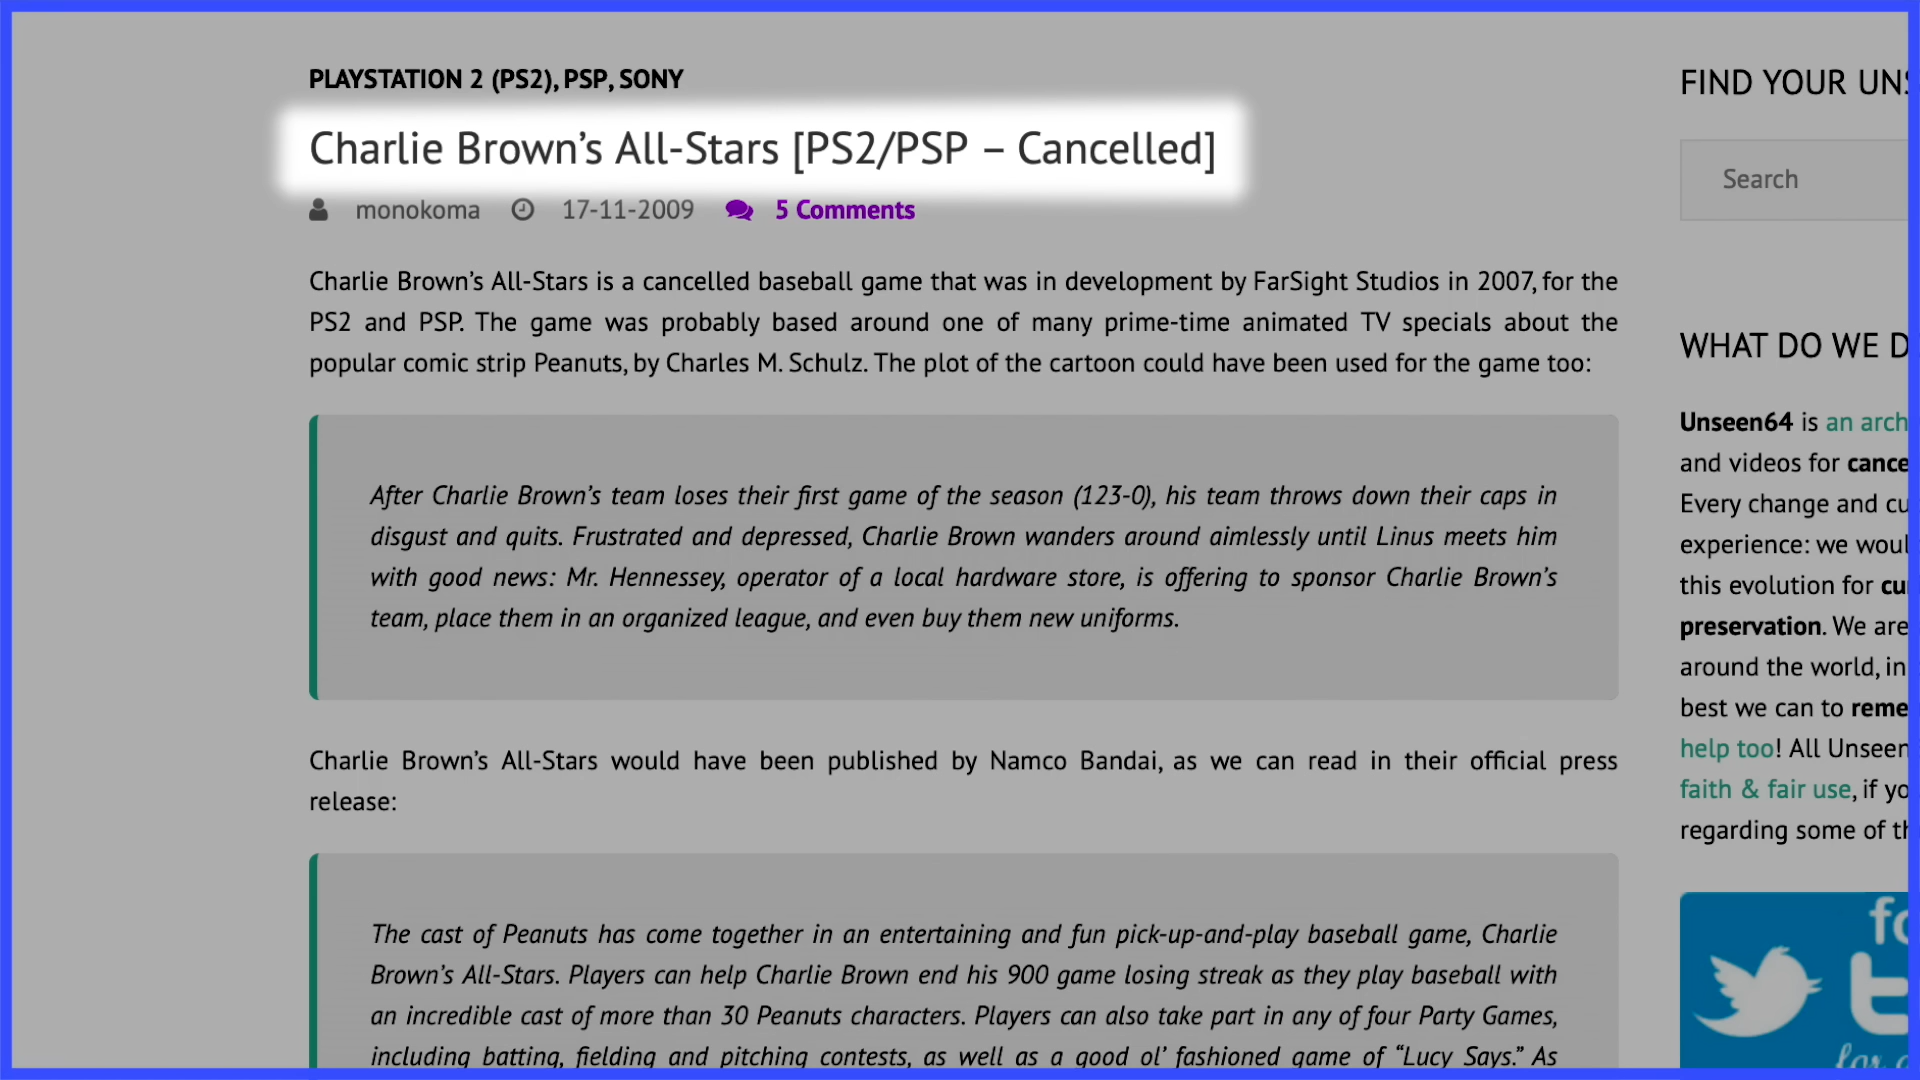 PLAYSTATION 2 (PS2), PSP, SONY
Charlie Brown’s All-Stars [PS2/PSP – Cancelled]
monokoma 17-11-2009 5 Comments
Charlie Brown’s All-Stars is a cancelled baseball game that was in development by FarSight Studios in 2007, for the
PS2 and PSP. The game was probably based around one of many prime-time animated TV specials about the
popular comic strip Peanuts, by Charles M. Schulz. The plot of the cartoon could have been used for the game too:
After Charlie Brown’s team loses their first game of the season (123-0), his team throws down their caps in
disgust and quits. Frustrated and depressed, Charlie Brown wanders around aimlessly until Linus meets him
with good news: Mr. Hennessey, operator of a local hardware store, is offering to sponsor Charlie Brown’s
team, place them in an organized league, and even buy them new uniforms.
Charlie Brown’s All-Stars would have been published by Namco Bandai, as we can read in their official press
release:
The cast of Peanuts has come together in an entertaining and fun pick-up-and-play baseball game, Charlie
Brown’s All-Stars. Players can help Charlie Brown end his 900 game losing streak as they play baseball with
an incredible cast of more than 30 Peanuts characters. Players can also take part in any of four Party Games,
including batting, fielding and pitching contests, as well as a good ol’ fashioned game of “Lucy Says.” As
FIND YOUR UNS
Search
WHAT DO WE D
Unseen64 is an arch
and videos for cance
Every change and cu
experience: we woul
this evolution for cu
preservation. We are
around the world, in
best we can to reme
help too! All Unseen
faith & fair use, if yo
regarding some of th
fo
t
for